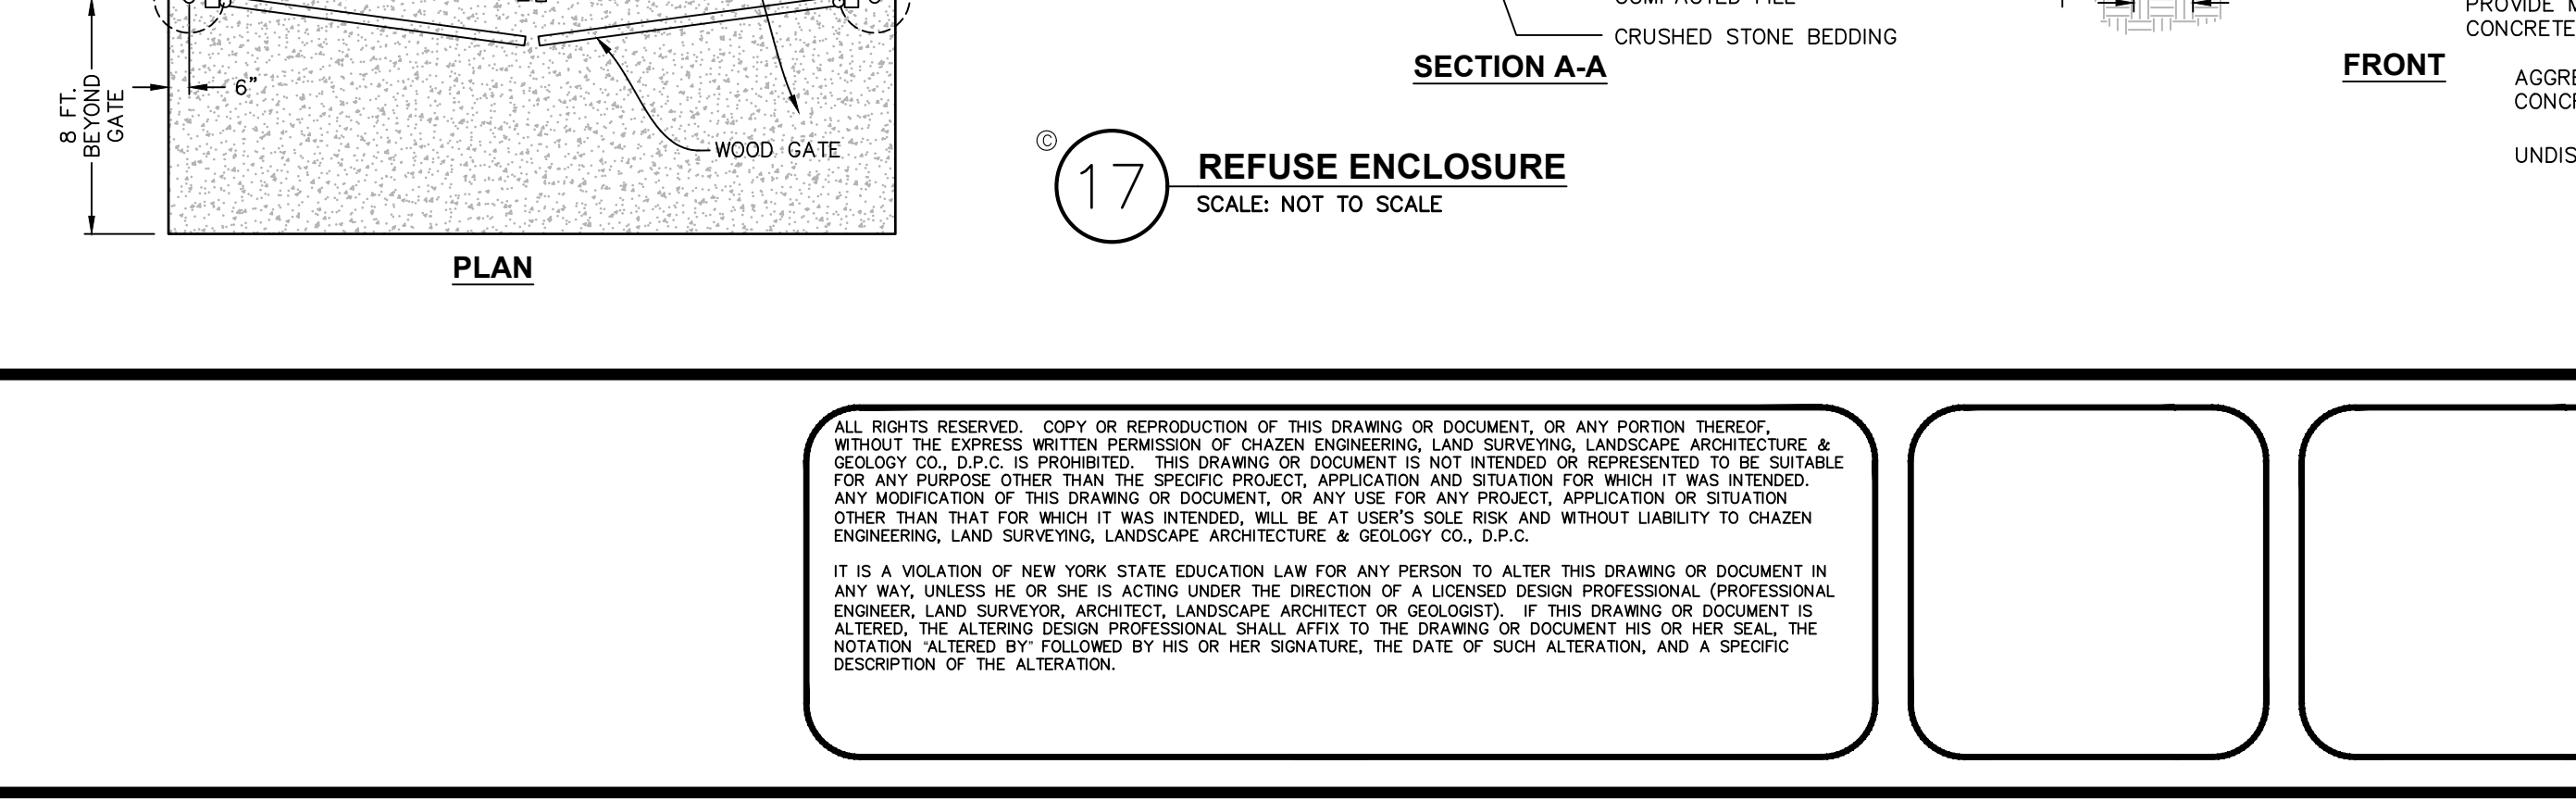 CRUSHED STONE BEDDING
SECTION A-A
PROVIDE
CONCRETE
FRONT
8 FT.
BEYOND
GATE
6"
WOOD GATE
©
17
REFUSE ENCLOSURE
SCALE: NOT TO SCALE
PLAN
ALL RIGHTS RESERVED. COPY OR REPRODUCTION OF THIS DRAWING OR DOCUMENT, OR ANY PORTION THEREOF,
WITHOUT THE EXPRESS WRITTEN PERMISSION OF CHAZEN ENGINEERING, LAND SURVEYING, LANDSCAPE ARCHITECTURE &
GEOLOGY CO., D.P.C. IS PROHIBITED. THIS DRAWING OR DOCUMENT IS NOT INTENDED OR REPRESENTED TO BE SUITABLE
FOR ANY PURPOSE OTHER THAN THE SPECIFIC PROJECT, APPLICATION AND SITUATION FOR WHICH IT WAS INTENDED.
ANY MODIFICATION OF THIS DRAWING OR DOCUMENT, OR ANY USE FOR ANY PROJECT, APPLICATION OR SITUATION
OTHER THAN THAT FOR WHICH IT WAS INTENDED, WILL BE AT USER'S SOLE RISK AND WITHOUT LIABILITY TO CHAZEN
ENGINEERING, LAND SURVEYING, LANDSCAPE ARCHITECTURE & GEOLOGY CO., D.P.C.
IT IS A VIOLATION OF NEW YORK STATE EDUCATION LAW FOR ANY PERSON TO ALTER THIS DRAWING OR DOCUMENT IN
ANY WAY, UNLESS HE OR SHE IS ACTING UNDER THE DIRECTION OF A LICENSED DESIGN PROFESSIONAL (PROFESSIONAL
ENGINEER, LAND SURVEYOR, ARCHITECT, LANDSCAPE ARCHITECT OR GEOLOGIST). IF THIS DRAWING OR DOCUMENT IS
ALTERED, THE ALTERING DESIGN PROFESSIONAL SHALL AFFIX TO THE DRAWING OR DOCUMENT HIS OR HER SEAL, THE
NOTATION "ALTERED BY" FOLLOWED BY HIS OR HER SIGNATURE, THE DATE OF SUCH ALTERATION, AND A SPECIFIC
DESCRIPTION OF THE ALTERATION.